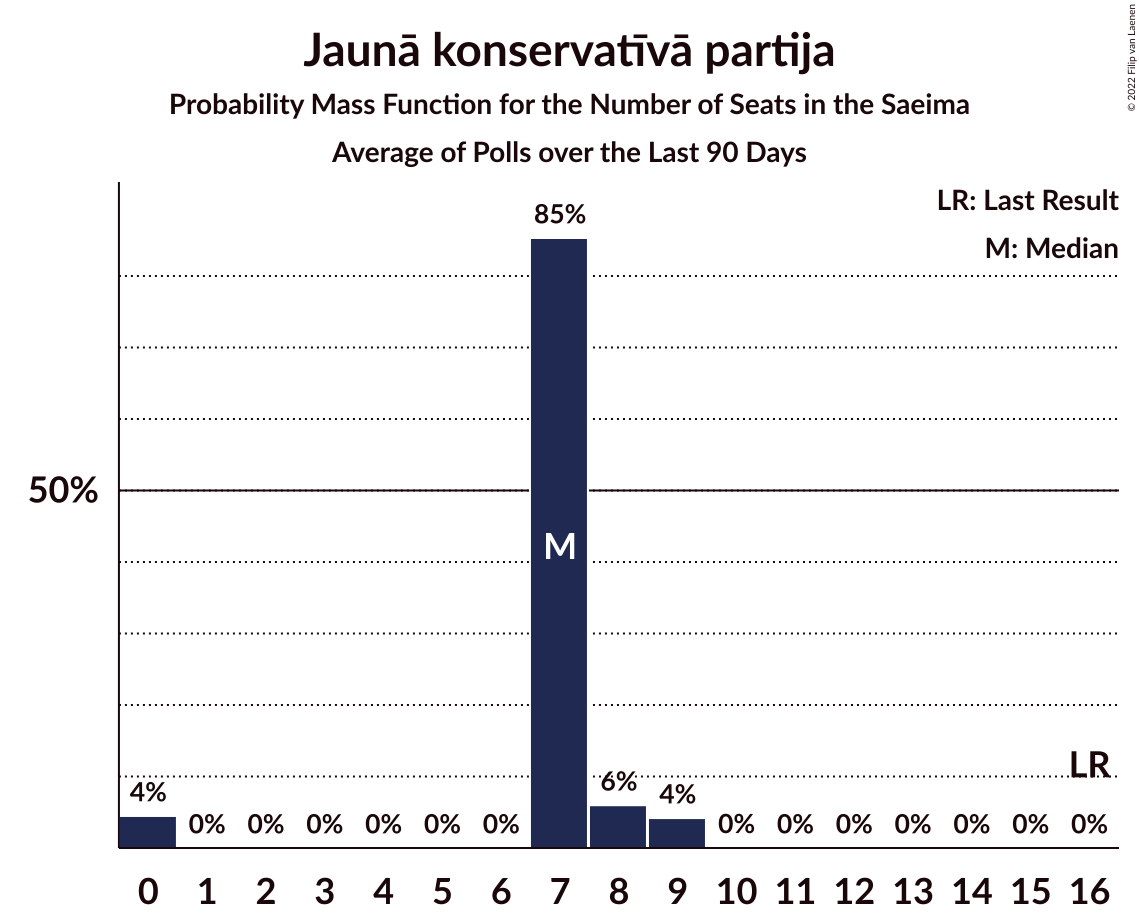 Jaunā konservatīvā partija
Probability Mass Function for the Number of Seats in the Saeima
Average of Polls over the Last 90 Days
© 2022 Filip van Laenen
LR: Last Result
M: Median
85%
50%
M
LR
4%
0%
0%
0%
0%
0%
0%
6%
4%
0%
0%
0%
0%
0%
0%
0%
0 1 2 3 4 5 6 7 8 9 10 11 12 13 14 15 16